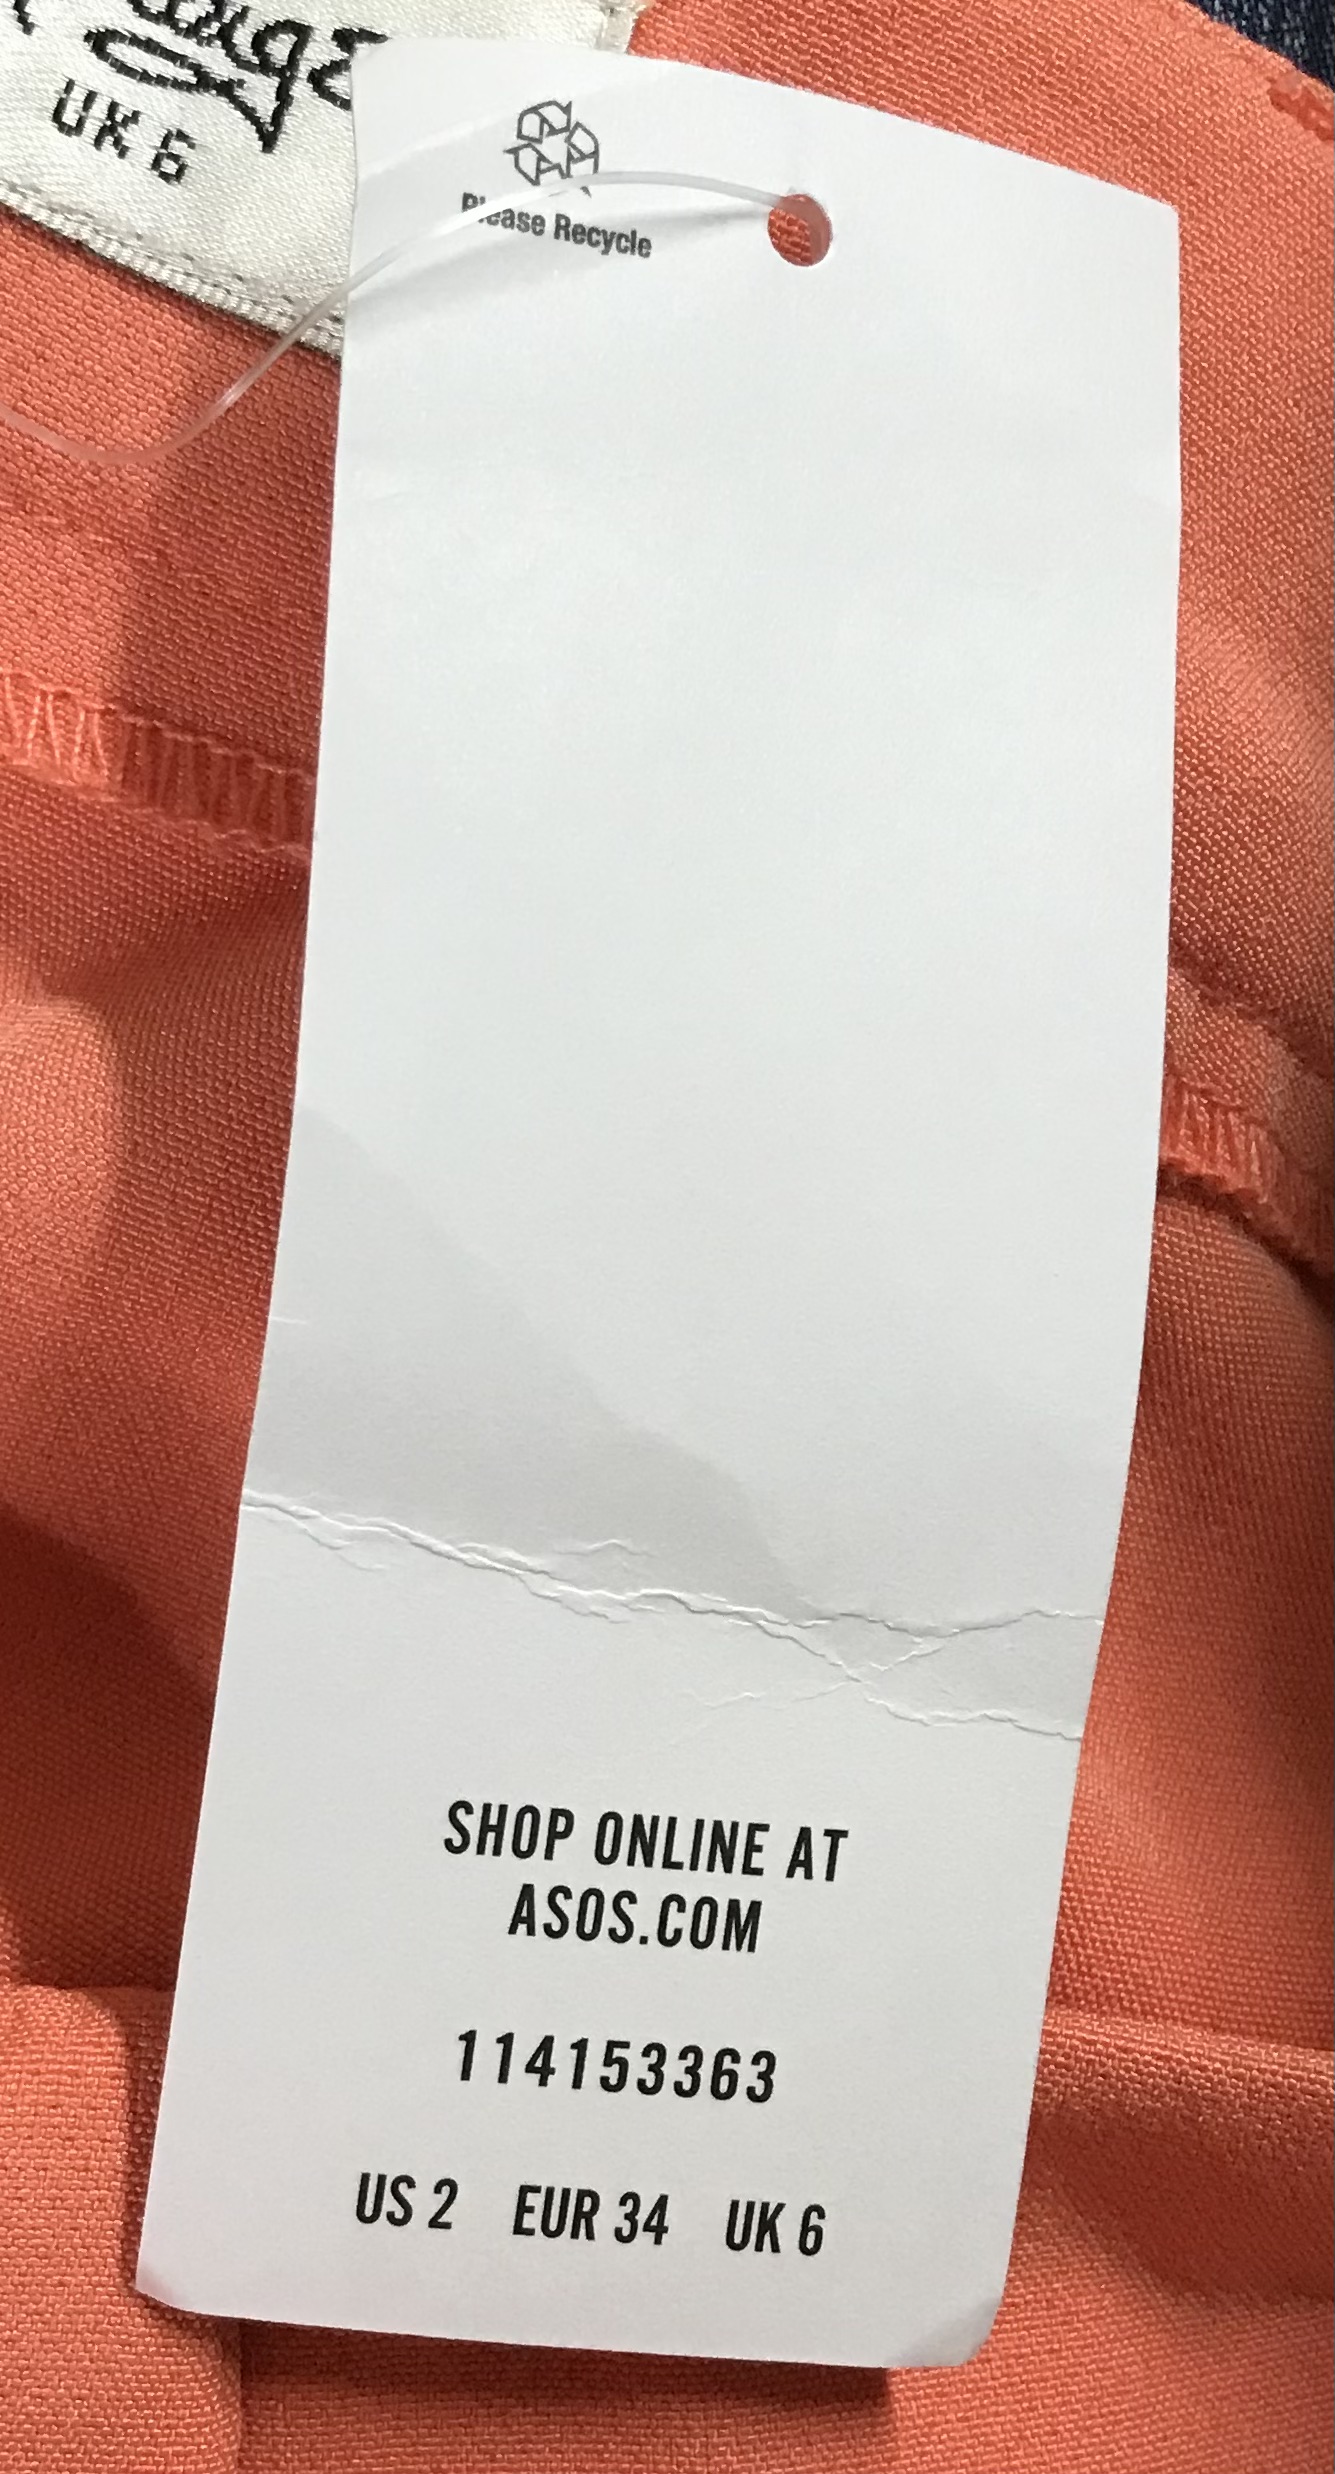 UK 6
Please Recycle
SHOP ONLINE AT
ASOS.COM
114153363
US 2 EUR 34 UK 6